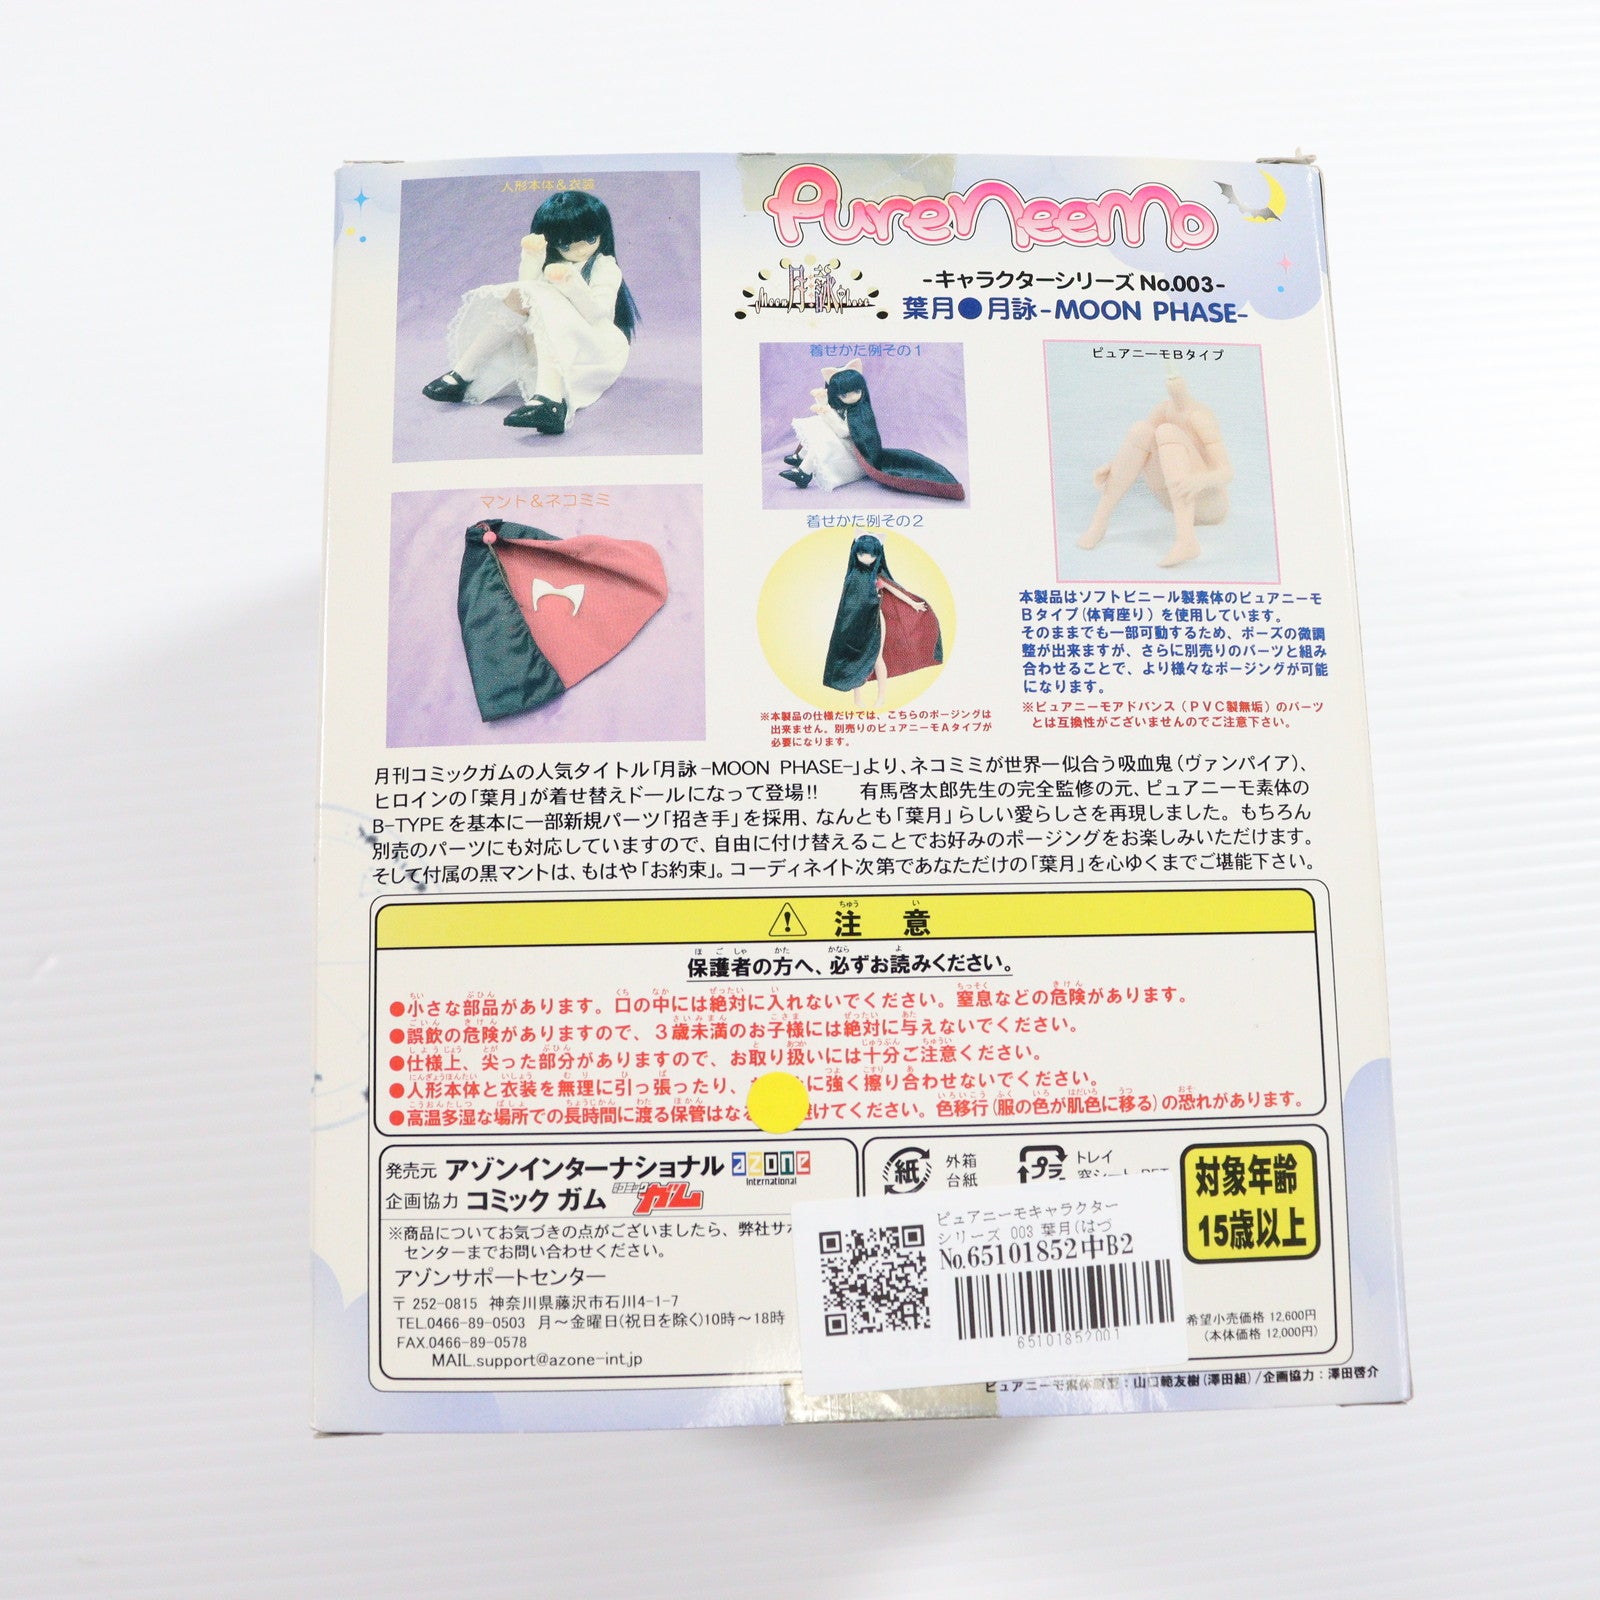 人形本体&衣装
PureNeemo
月詠
Moon Phase
-キャラクターシリーズ No.003-
葉月●月詠-MOON PHASE-
マント&ネコミミ
着せかた例その1
着せかた例その2
※本製品の仕様だけでは、こちらのポージングは
出来ません。別売りのピュアニーモAタイプが
必要になります。
ピュアニーモBタイプ
本製品はソフトビニール製素体のピュアニーモ
Bタイプ(体育座り)を使用しています。
そのままでも一部可動するため、ポーズの微調
整が出来ますが、さらに別売りのパーツと組み
合わせることで、より様々なポージングが可能
になります。
※ピュアニーモアドバンス(PVC製無垢)のパーツ
とは互換性がございませんのでご注意下さい。
月刊コミックガムの人気タイトル「月詠-MOON PHASE-」より、ネコミミが世界一似合う吸血鬼(ヴァンパイア)、
ヒロインの「葉月」が着せ替えドールになって登場!! 有馬啓太郎先生の完全監修の元、ピュアニーモ素体の
B-TYPEを基本に一部新規パーツ「招き手」を採用、なんとも「葉月」らしい愛らしさを再現しました。もちろん
別売のパーツにも対応していますので、自由に付け替えることでお好みのポージングをお楽しみいただけます。
そして付属の黒マントは、もはや「お約束」。コーディネイト次第であなただけの「葉月」を心ゆくまでご堪能下さい。
注意
保護者の方へ、必ずお読みください。
●小さな部品があります。口の中には絶対に入れないでください。窒息などの危険があります。
●誤飲の危険がありますので、3歳未満のお子様には絶対に与えないでください。
●仕様上、尖った部分がありますので、お取り扱いには十分ご注意ください。
●人形本体と衣装を無理に引っ張ったり、 に強く擦り合わせないでください。
●高温多湿な場所での長時間に渡る保管はな 避けてください。色移行(服の色が肌色に移る)の恐れがあります。
発売元 アゾンインターナショナル azone International
企画協力 コミック ガム コミックガム
※商品についてお気づきの点がございましたら、弊社サポ
センターまでお問い合わせください。
アゾンサポートセンター
〒 252-0815 神奈川県藤沢市石川4-1-7
TEL.0466-89-0503 月~金曜日(祝日を除く)10時~18時
FAX.0466-89-0578
MAIL.support@azone-int.jp
紙
外箱
台紙
プラ
トレイ
対象年齢
15歳以上
ピュアニーモキャラクター
シリーズ 003 葉月(はづ
No.65101852中B2
65101852001
希望小売価格 12,600円
(本体価格 12,000円)
ピュアニーモ素体原型:山口範友樹(澤田組)/企画協力:澤田啓介